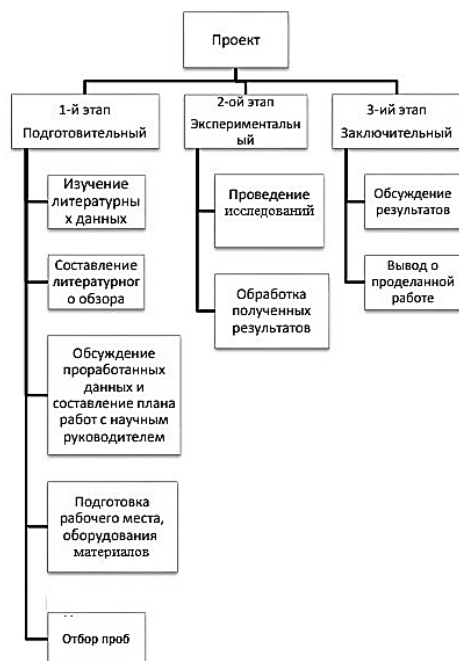 Проект
1-й этап
Подготовительный
Изучение
литературны
х данных
Составление
литературног
о обзора
Обсуждение
проработанных
данных и
составление плана
работ с научным
руководителем
Подготовка
рабочего места,
оборудования
материалов
Отбор проб
2-ой этап
Экспериментальн
ый
Проведение
исследований
Обработка
полученных
результатов
3-ий этап
Заключительный
Обсуждение
результатов
Вывод о
проделанной
работе